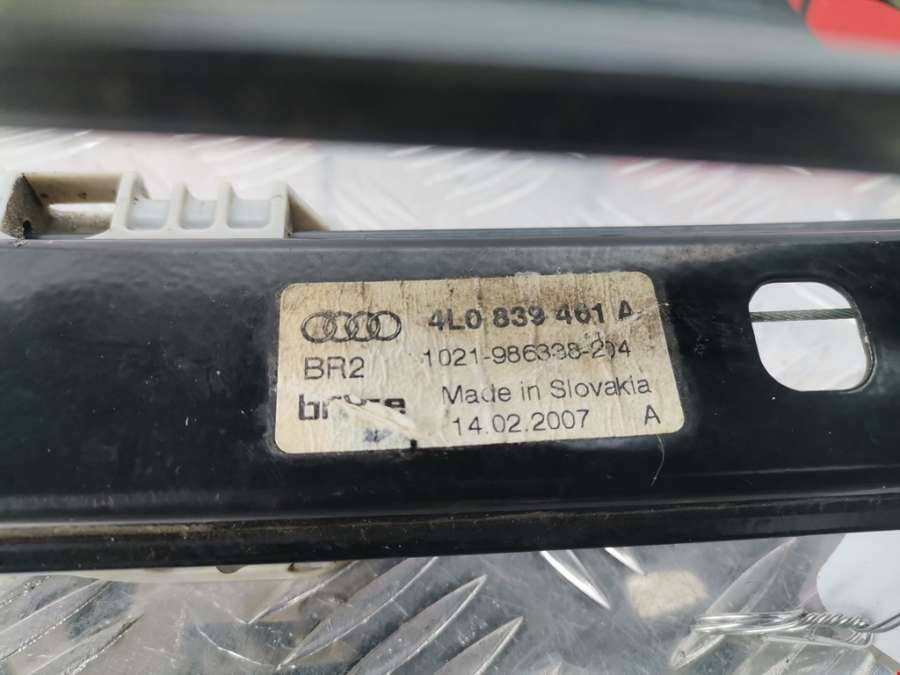 4L0 839 461 A
BR2
1021-986338-204
Made in Slovakia
14.02.2007 A